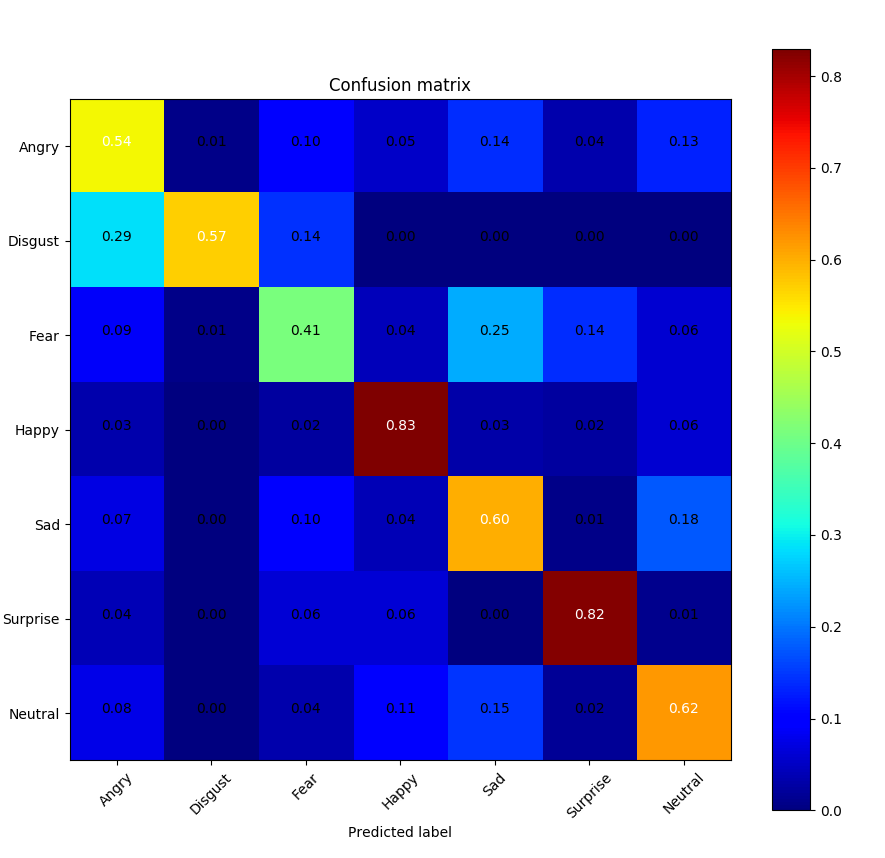 Confusion matrix
Angry 0.54 0.01 0.10 0.05 0.14 0.04 0.13
Disgust 0.29 0.57 0.14 0.00 0.00 0.00 0.00
Fear 0.09 0.01 0.41 0.04 0.25 0.14 0.06
Happy 0.03 0.00 0.02 0.83 0.03 0.02 0.06
Sad 0.07 0.00 0.10 0.04 0.60 0.01 0.18
Surprise 0.04 0.00 0.06 0.06 0.00 0.82 0.01
Neutral 0.08 0.00 0.04 0.11 0.15 0.02 0.62
Angry Disgust Fear Happy Sad Surprise Neutral
Predicted label
0.8
0.7
0.6
0.5
0.4
0.3
0.2
0.1
0.0